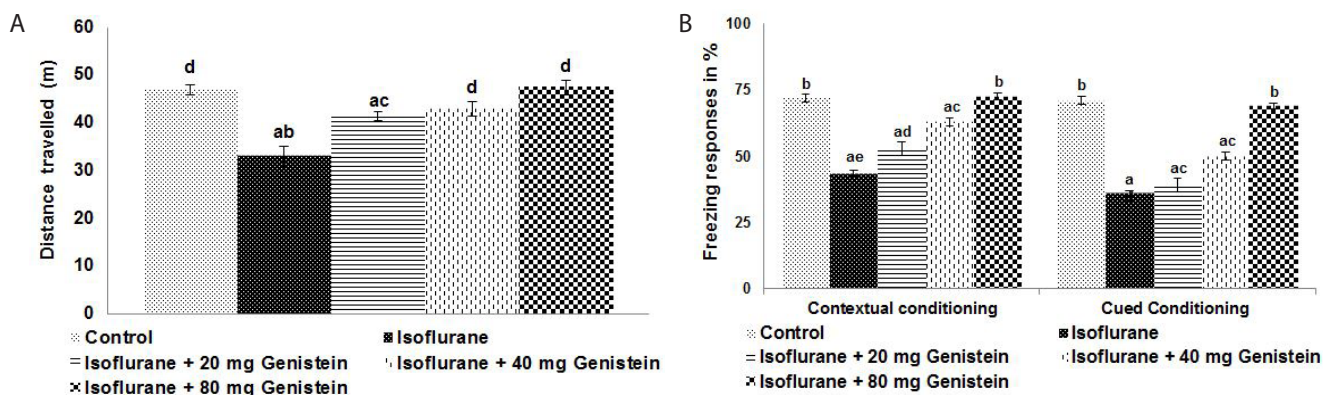 A
60
50
40
30
20
10
0
Distance travelled (m)
d
ab
ac
d
d
Control
Isoflurane
Isoflurane + 20 mg Genistein
Isoflurane + 40 mg Genistein
Isoflurane + 80 mg Genistein
B
100
75
50
25
0
Freezing responses in %
b
ae
ad
ac
b
b
a
ac
ac
b
Contextual conditioning
Cued Conditioning
Control
Isoflurane
Isoflurane + 20 mg Genistein
Isoflurane + 40 mg Genistein
Isoflurane + 80 mg Genistein